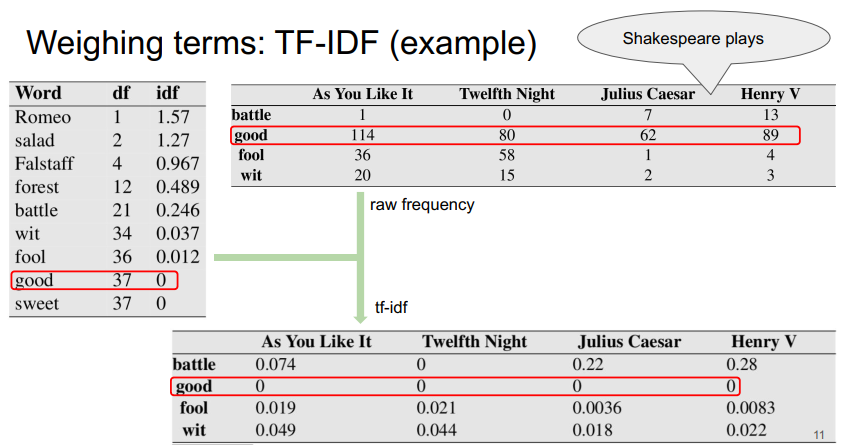 Weighing terms: TF-IDF (example)
Shakespeare plays
Word df idf
Romeo 1 1.57
salad 2 1.27
Falstaff 4 0.967
forest 12 0.489
battle 21 0.246
wit 34 0.037
fool 36 0.012
good 37 0
sweet 37 0
As You Like It Twelfth Night Julius Caesar Henry V
battle 1 0 7 13
good 114 80 62 89
fool 36 58 1 4
wit 20 15 2 3
raw frequency
tf-idf
As You Like It Twelfth Night Julius Caesar Henry V
battle 0.074 0 0.22 0.28
good 0 0 0 0
fool 0.019 0.021 0.0036 0.0083
wit 0.049 0.044 0.018 0.022
11